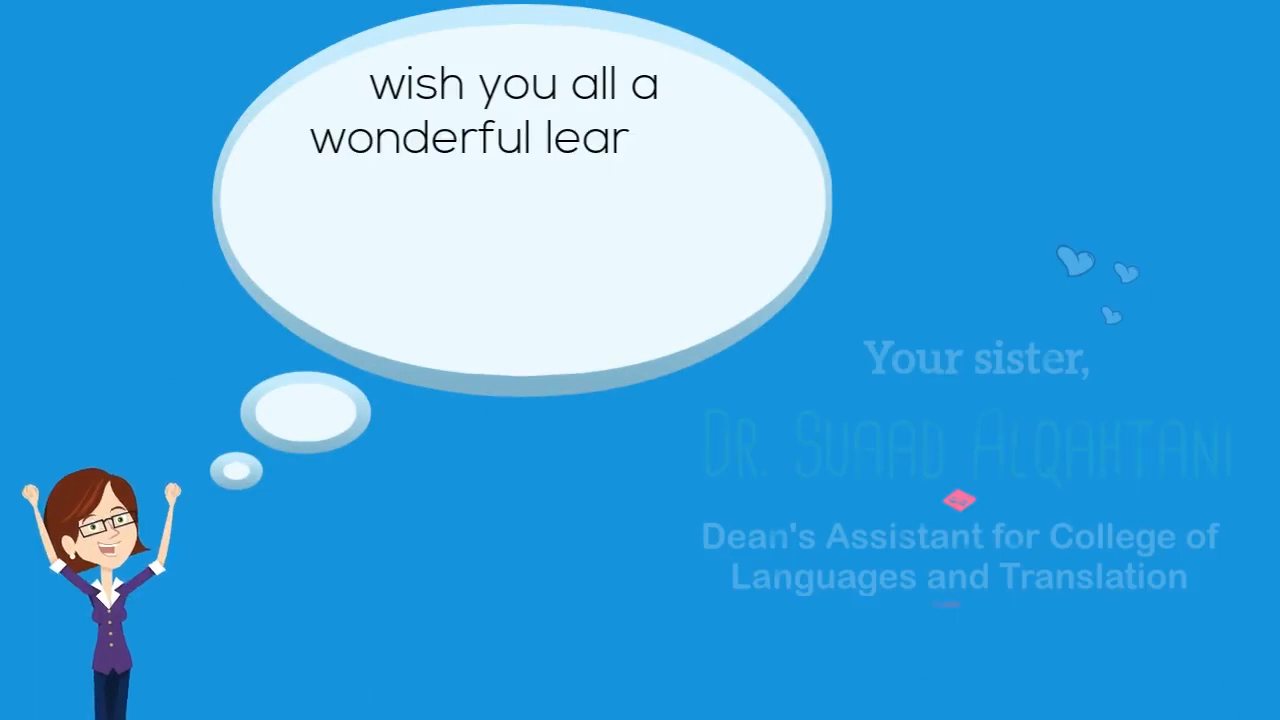 wish you all a
wonderful lear
Your sister,
Dr. Suaad Alqahtani
Dean's Assistant for College of
Languages and Translation